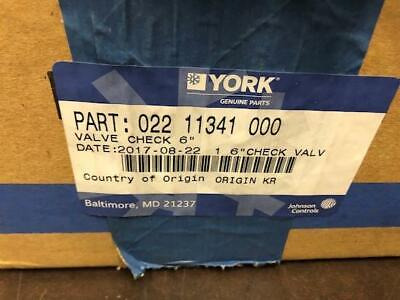 YORK
GENUINE PARTS
PART: 022 11341 000
VALVE CHECK 6"
DATE:2017-08-22 1 6"CHECK VALV
Country of Origin ORIGIN KR
Baltimore, MD 21237
Johnson
Controls